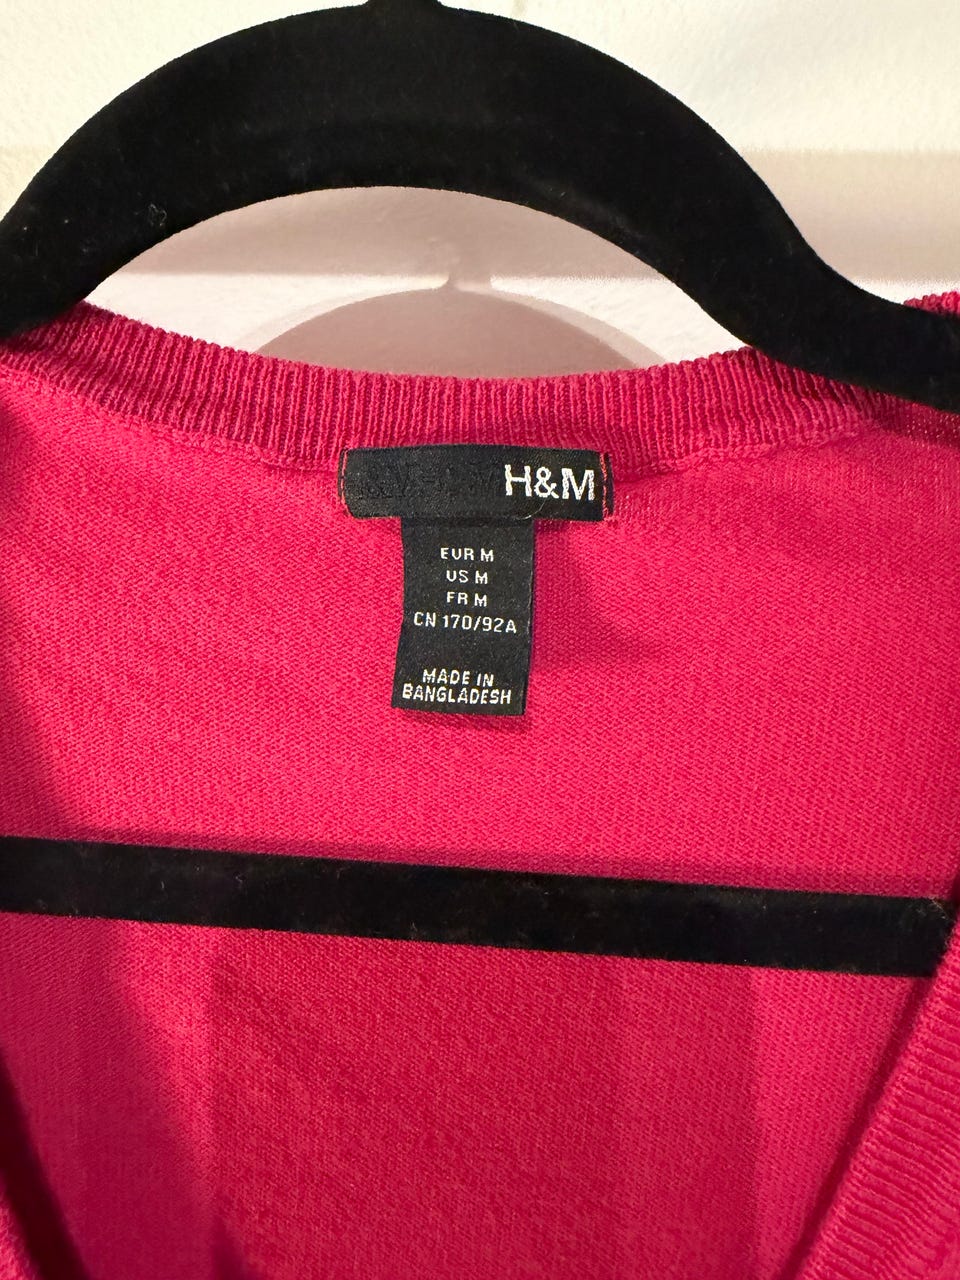 H&M
EUR M
US M
FR M
CN 170/92A
MADE IN
BANGLADESH